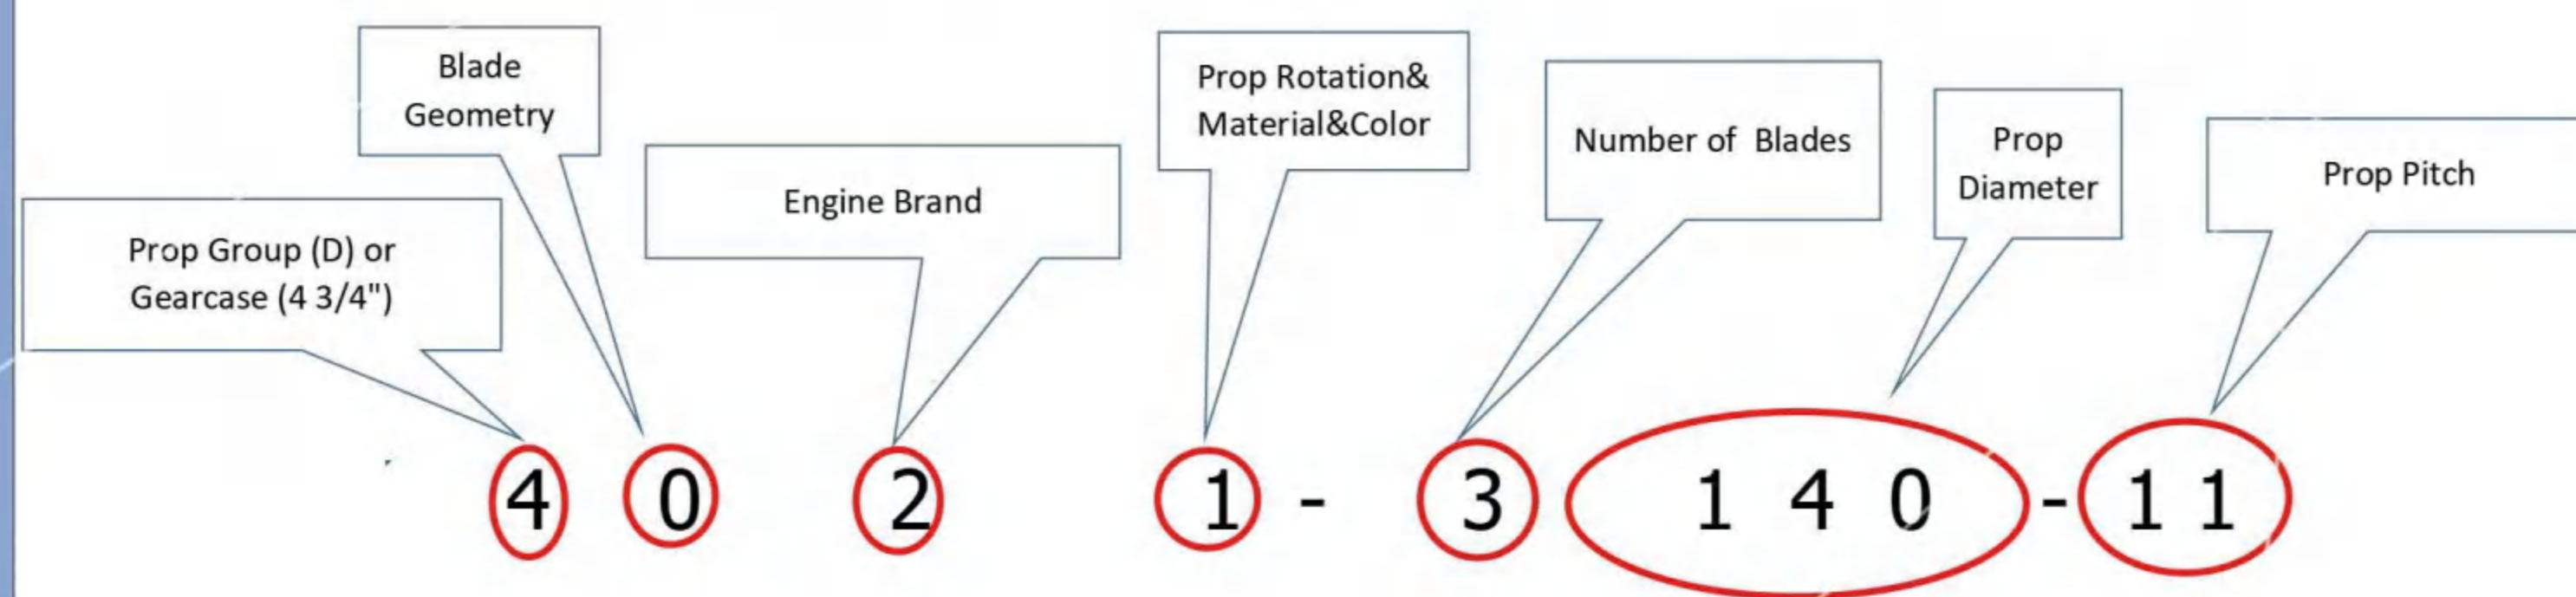 Blade
Geometry
Prop Rotation&
Material&Color
Number of  Blades
Prop
Diameter
Prop Pitch
Engine Brand
Prop Group (D) or
Gearcase (4 3/4")
4 0 2 1 - 3 1 4 0 - 1 1